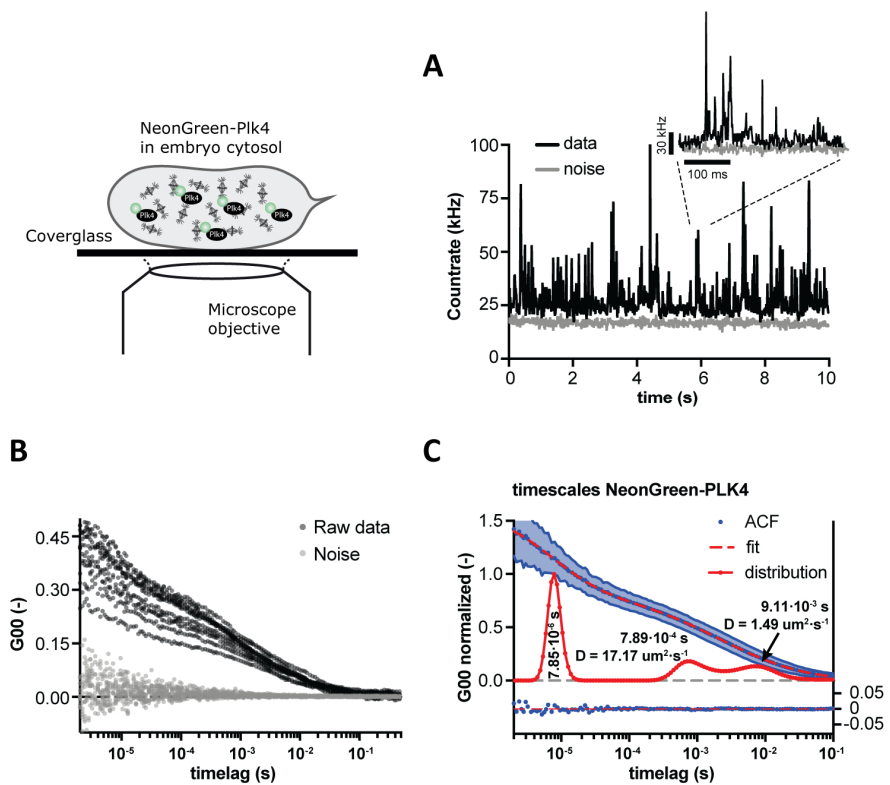 A
NeonGreen-Plk4
in embryo cytosol
Plk4
Plk4
Plk4
Plk4
Plk4
Coverglass
Microscope
objective
data
noise
30 kHz
100 ms
Countrate (kHz)
100
75
50
25
0
0 2 4 6 8 10
time (s)
B
G00 (-)
0.45
0.30
0.15
0.00
Raw data
Noise
10⁻⁵ 10⁻⁴ 10⁻³ 10⁻² 10⁻¹
timelag (s)
C
timescales NeonGreen-PLK4
G00 normalized (-)
1.5
1.0
0.5
0.0
ACF
fit
distribution
7.85·10⁻⁶ s
7.89·10⁻⁴ s
D = 17.17 um²·s⁻¹
9.11·10⁻³ s
D = 1.49 um²·s⁻¹
0.05
0
-0.05
10⁻⁵ 10⁻⁴ 10⁻³ 10⁻² 10⁻¹
timelag (s)